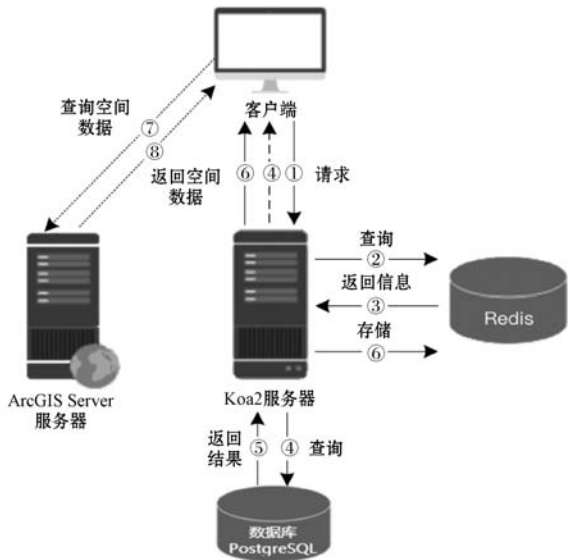 客户端
查询空间
数据
⑦
⑧
返回空间
数据
⑥
④
①
请求
查询
②
返回信息
③
存储
⑥
Redis
ArcGIS Server
服务器
Koa2服务器
返回
结果
⑤
④
查询
数据库
PostgreSQL